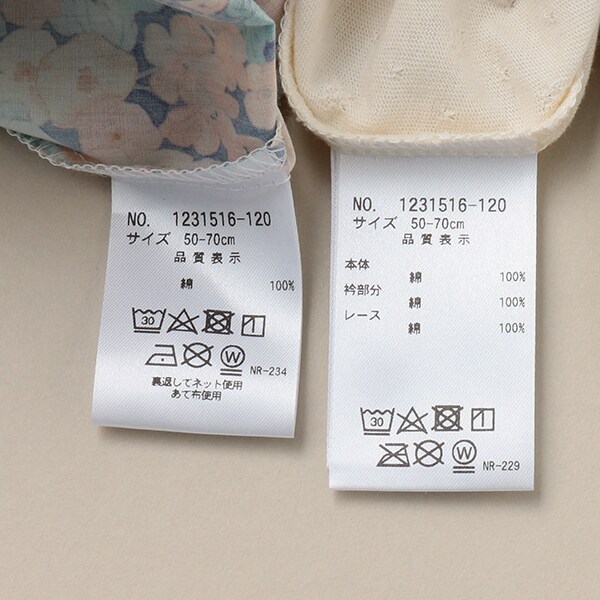 NO. 1231516-120
サイズ 50-70cm
品質表示
綿 100%
30
W NR-234
裏返してネット使用
あて布使用
NO. 1231516-120
サイズ 50-70cm
品質表示
本体 綿 100%
衿部分 綿 100%
レース 綿 100%
30
W NR-229